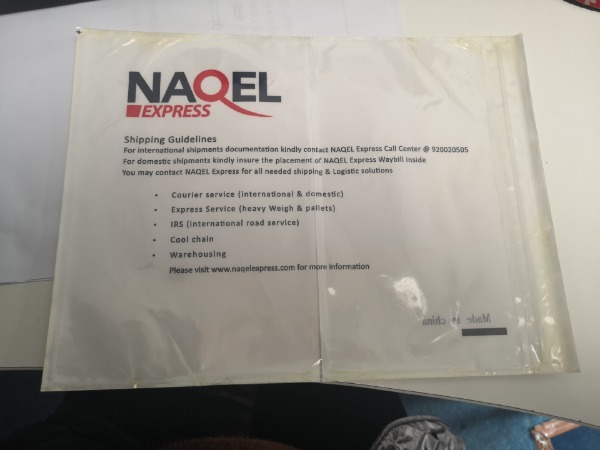 NAQEL
EXPRESS
Shipping Guidelines
For international shipments documentation kindly contact NAQEL Express Call Center @ 920020505
For domestic shipments kindly insure the placement of NAQEL Express Waybill Inside
You may contact NAQEL Express for all needed shipping & Logistic solutions
• Courier service (international & domestic)
• Express Service (heavy Weigh & pallets)
• IRS (international road service)
• Cool chain
• Warehousing
Please visit www.naqelexpress.com for more information
Made in china